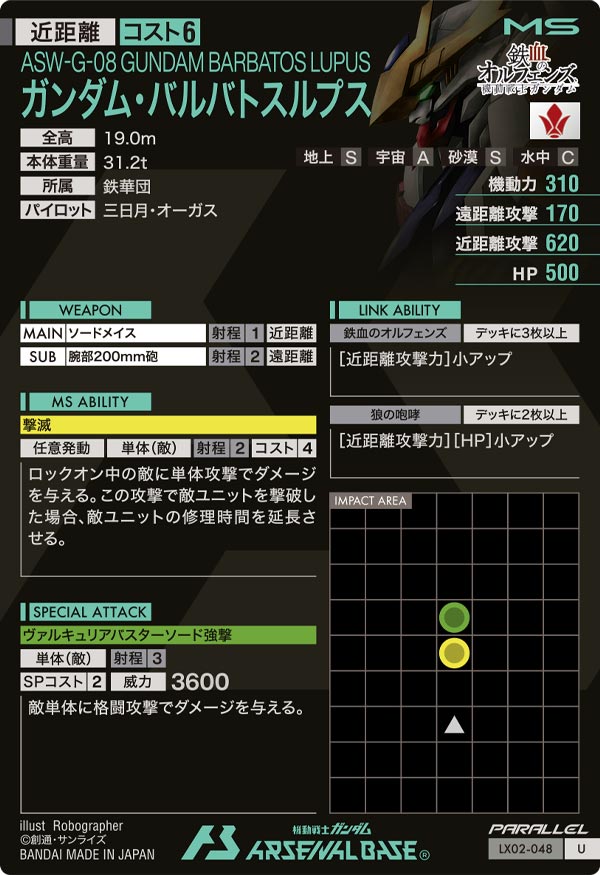 近距離 コスト6
MS
ASW-G-08 GUNDAM BARBATOS LUPUS
ガンダム・バルバトスルプス
鉄血のオルフェンズ
機動戦士ガンダム
全高 19.0m
本体重量 31.2t
所属 鉄華団
パイロット 三日月・オーガス
地上 S 宇宙 A 砂漠 S 水中 C
機動力 310
遠距離攻撃 170
近距離攻撃 620
HP 500
WEAPON
MAIN ソードメイス 射程 1 近距離
SUB 腕部200mm砲 射程 2 遠距離
MS ABILITY
撃滅
任意発動 単体(敵) 射程 2 コスト 4
ロックオン中の敵に単体攻撃でダメージ
を与える。この攻撃で敵ユニットを撃破し
た場合、敵ユニットの修理時間を延長さ
せる。
SPECIAL ATTACK
ヴァルキュリアバスターソード強撃
単体(敵) 射程 3
SPコスト 2 威力 3600
敵単体に格闘攻撃でダメージを与える。
LINK ABILITY
鉄血のオルフェンズ デッキに3枚以上
[近距離攻撃力]小アップ
狼の咆哮 デッキに2枚以上
[近距離攻撃力][HP]小アップ
IMPACT AREA
illust Robographer
©創通・サンライズ
BANDAI MADE IN JAPAN
機動戦士ガンダム
AB ARSENAL BASE®
PARALLEL
LX02-048 U